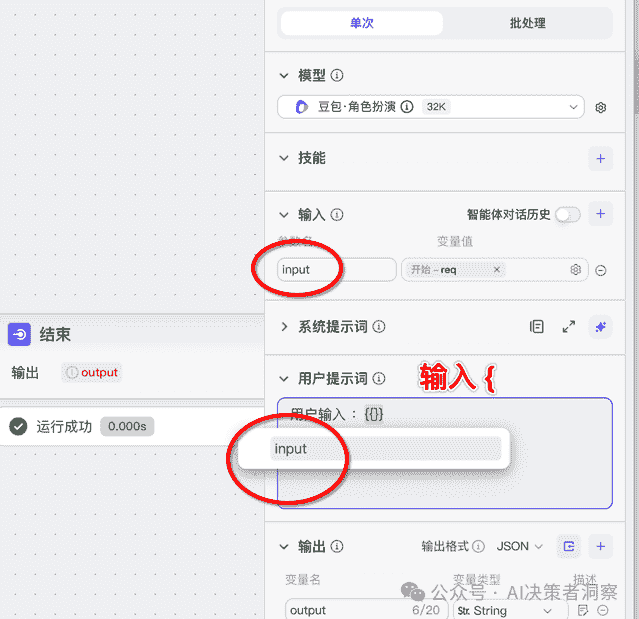 单次 批处理
模型
豆包·角色扮演 32K
技能
输入 智能体对话历史
参数名 变量值
input 开始 - req
系统提示词
结束
输出 output
用户提示词 输入 {
用户输入 : {{}}
运行成功 0.000s
input
输出 输出格式 JSON
变量名 变量类型 描述
公众号 · AI决策者洞察
output 6/20 Str. String